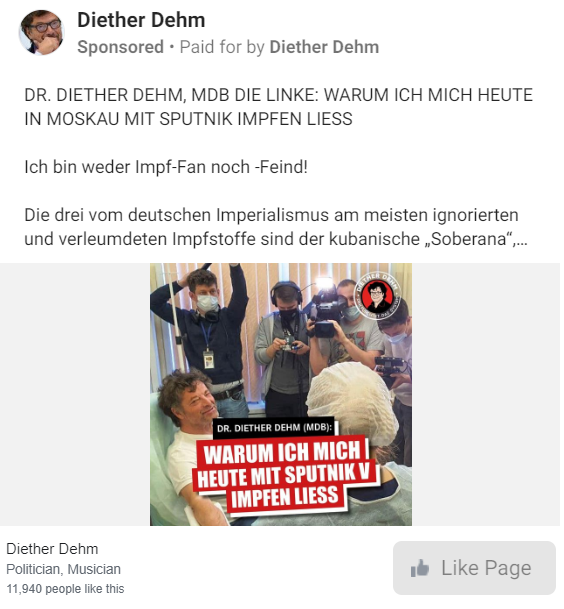 Diether Dehm
Sponsored • Paid for by Diether Dehm
DR. DIETHER DEHM, MDB DIE LINKE: WARUM ICH MICH HEUTE
IN MOSKAU MIT SPUTNIK IMPFEN LIESS
Ich bin weder Impf-Fan noch -Feind!
Die drei vom deutschen Imperialismus am meisten ignorierten
und verleumdeten Impfstoffe sind der kubanische „Soberana“,...
DIETHER DEHM
DR. DIETHER DEHM (MDB):
WARUM ICH MICH
HEUTE MIT SPUTNIK V
IMPFEN LIESS
Diether Dehm
Politician, Musician
11,940 people like this
Like Page